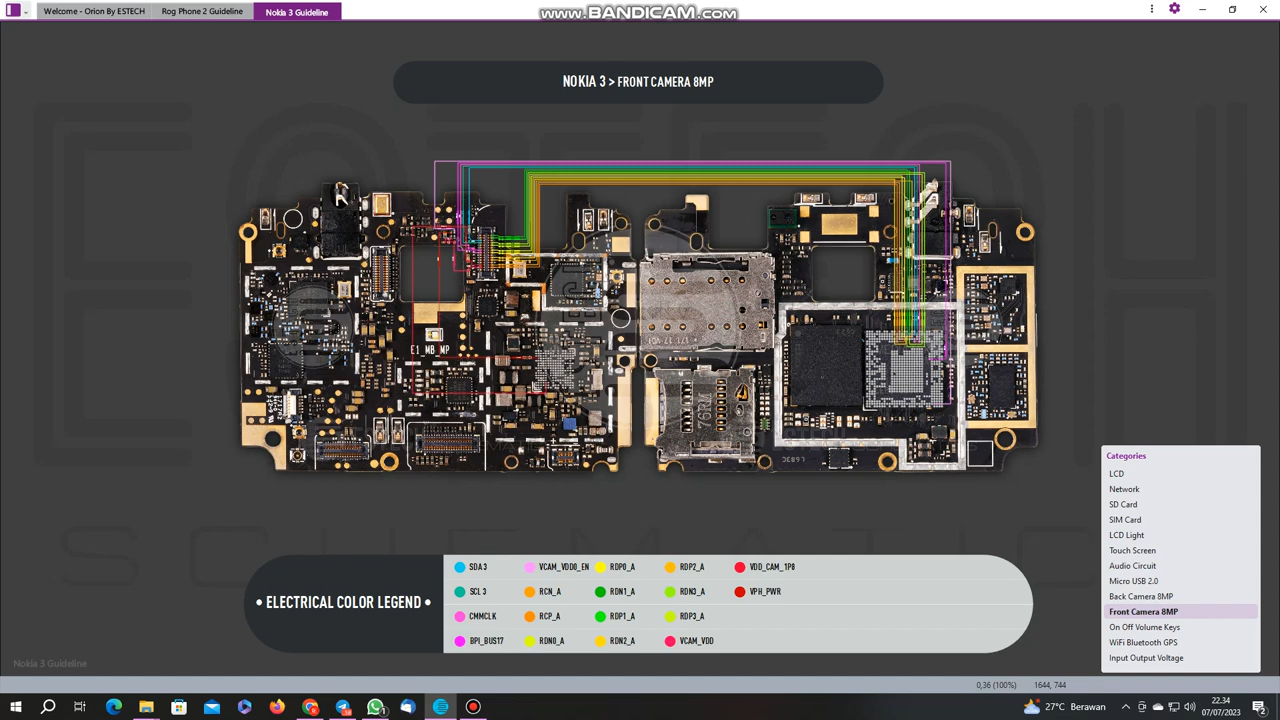 Welcome - Orion By ESTECH
Rog Phone 2 Guideline
Nokia 3 Guideline
www.BANDICAM.com
NOKIA 3 > FRONT CAMERA 8MP
E1_MB_MP
76RM
L683C
Categories
LCD
Network
SD Card
SIM Card
LCD Light
Touch Screen
Audio Circuit
Micro USB 2.0
Back Camera 8MP
Front Camera 8MP
On Off Volume Keys
WiFi Bluetooth GPS
Input Output Voltage
• ELECTRICAL COLOR LEGEND •
SDA3 VCAM_VDD0_EN RDP0_A RDP2_A VDD_CAM_1P8
SCL3 RCN_A RDN1_A RDN3_A VPH_PWR
CMMCLK RCP_A RDP1_A RDP3_A
BPI_BUS17 RDN0_A RDN2_A VCAM_VDD
Nokia 3 Guideline
0,36 (100%) 1644, 744
27°C Berawan
22.34
07/07/2023